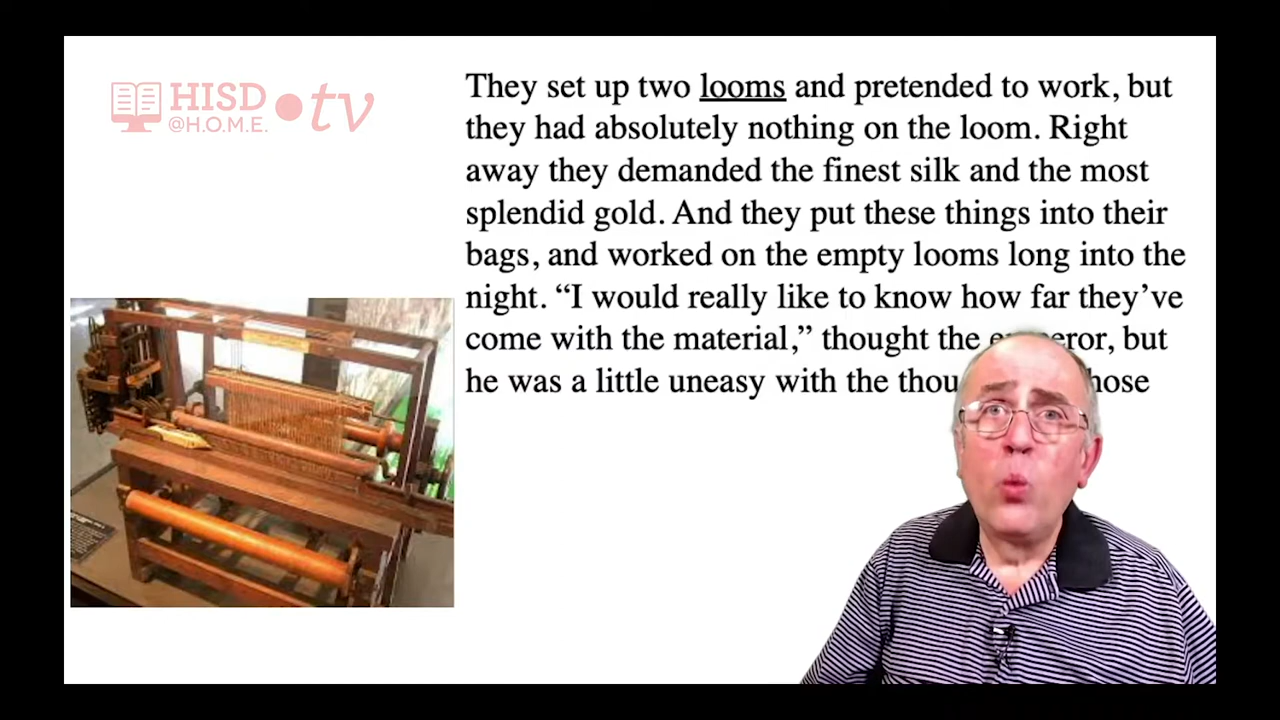 HISD
@H.O.M.E.
tv
They set up two looms and pretended to work, but
they had absolutely nothing on the loom. Right
away they demanded the finest silk and the most
splendid gold. And they put these things into their
bags, and worked on the empty looms long into the
night. “I would really like to know how far they’ve
come with the material,” thought the but
he was a little uneasy with the